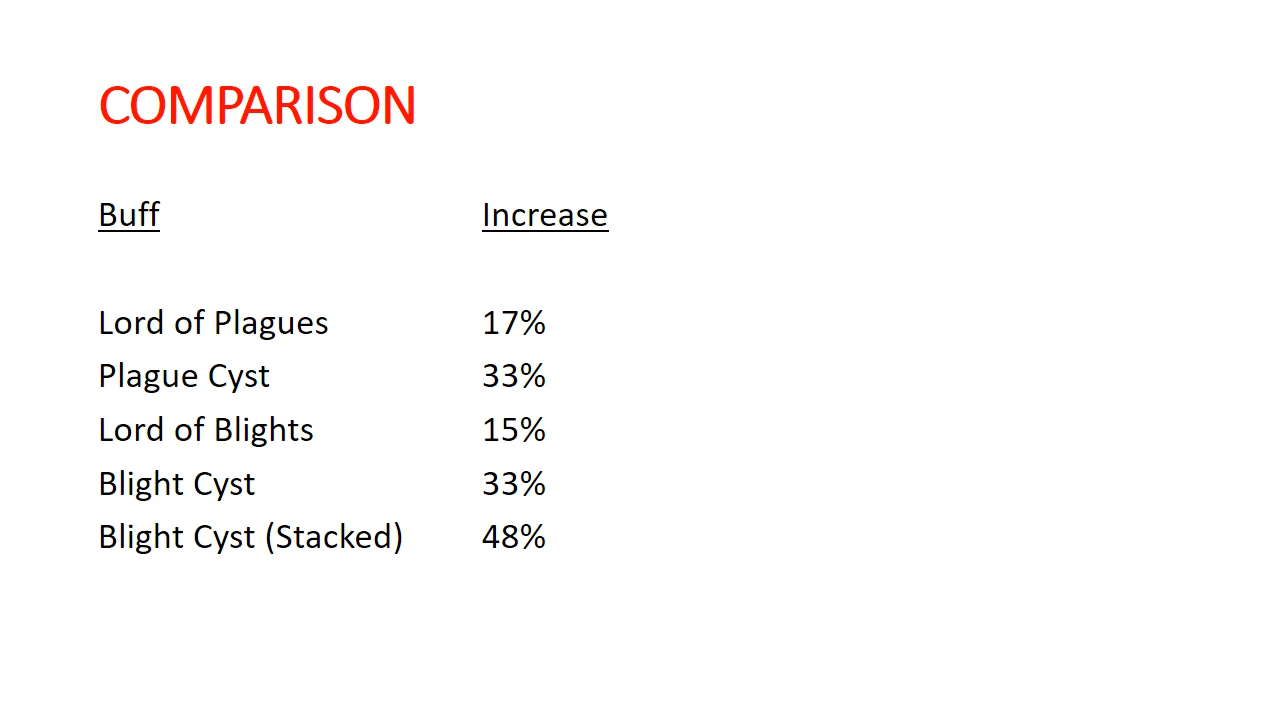 COMPARISON
Buff Increase
Lord of Plagues 17%
Plague Cyst 33%
Lord of Blights 15%
Blight Cyst 33%
Blight Cyst (Stacked) 48%